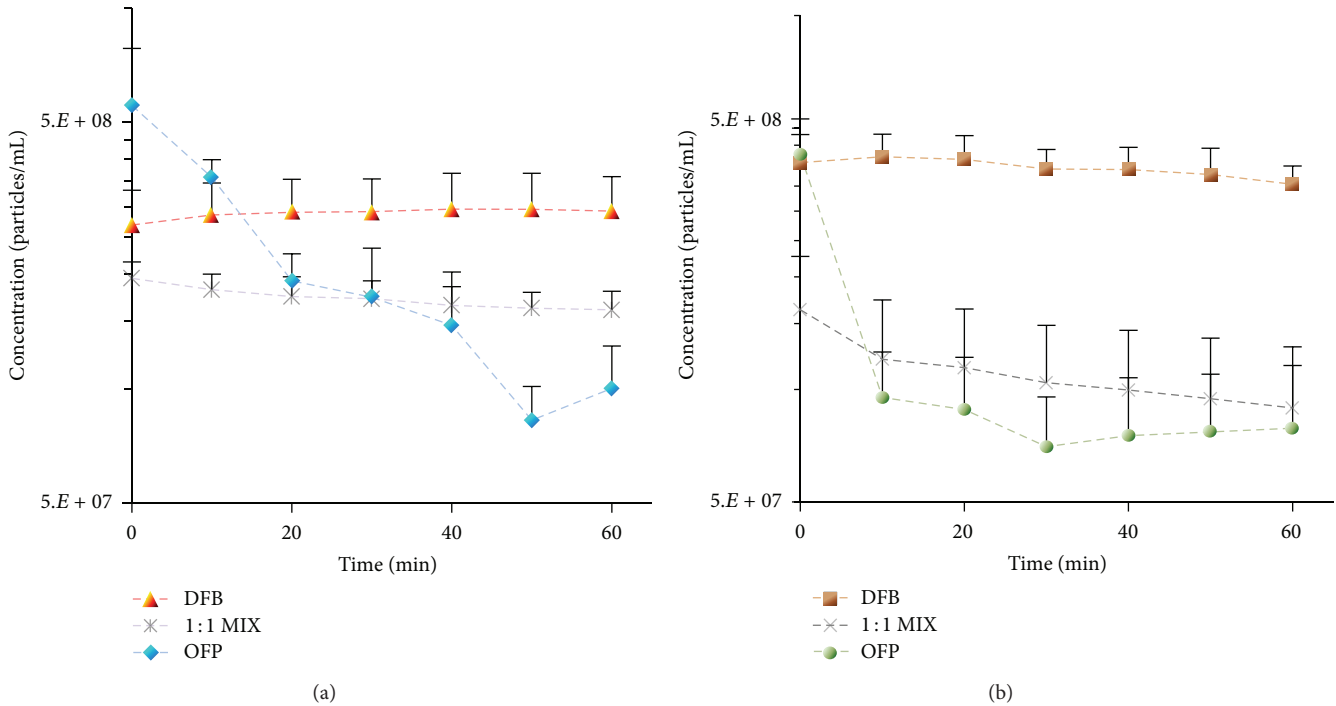 Concentration (particles/mL)
5.E + 08
5.E + 07
0
20
40
60
Time (min)
DFB
1:1 MIX
OFP
(a)
Concentration (particles/mL)
5.E + 08
5.E + 07
0
20
40
60
Time (min)
DFB
1:1 MIX
OFP
(b)